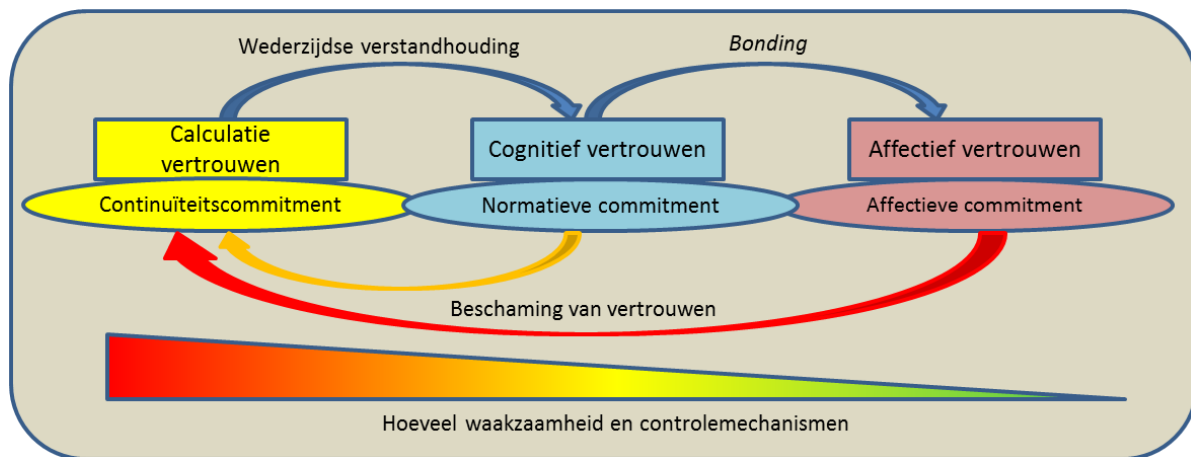 Wederzijdse verstandhouding
Bonding
Calculatie
vertrouwen
Cognitief vertrouwen
Affectief vertrouwen
Continuïteitscommitment
Normatieve commitment
Affectieve commitment
Beschaming van vertrouwen
Hoeveel waakzaamheid en controlemechanismen